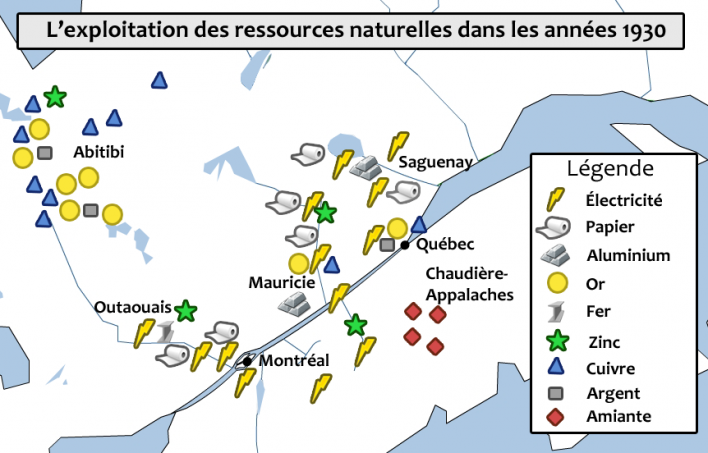 L'exploitation des ressources naturelles dans les années 1930
Abitibi
Saguenay
Québec
Mauricie
Chaudière-
Appalaches
Outaouais
Montréal
Légende
Électricité
Papier
Aluminium
Or
Fer
Zinc
Cuivre
Argent
Amiante